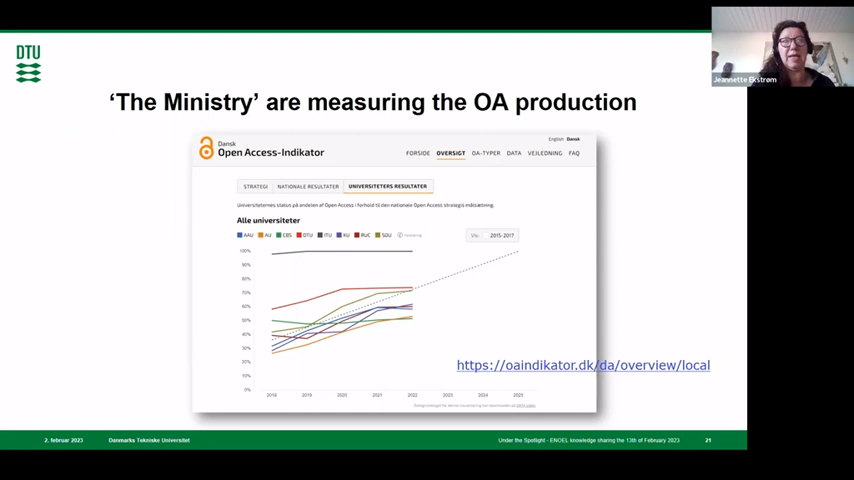 DTU
Jeannette Ekstrøm
'The Ministry' are measuring the OA production
English Dansk
Dansk
Open Access-Indikator
FORSIDE OVERSIGT OA-TYPER DATA VEJLEDNING FAQ
STRATEGI NATIONALE RESULTATER UNIVERSITETERS RESULTATER
Universiteternes status på andelen af Open Access i forhold til den nationale Open Access strategis målsætning.
Alle universiteter
AAU AU CBS DTU ITU KU RUC SDU
Vis: 2015-2017
100%
90%
80%
70%
60%
50%
40%
30%
20%
10%
0%
2018 2019 2020 2021 2022 2023 2024 2025
https://oaindikator.dk/da/overview/local
2. februar 2023 Danmarks Tekniske Universitet Under the Spotlight - ENOEL knowledge sharing the 13th of February 2023 21